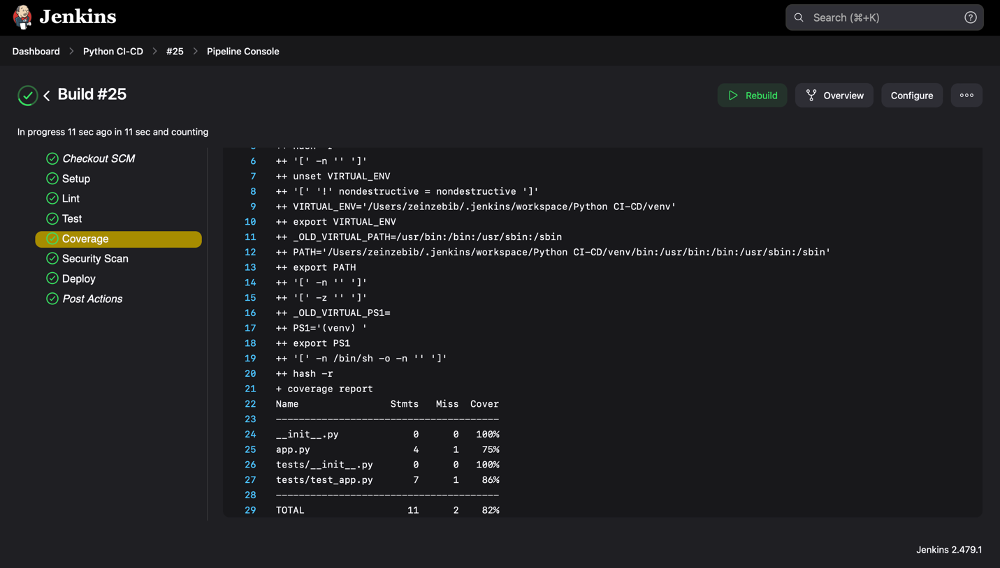 Jenkins
Search (⌘+K)
Dashboard > Python CI-CD > #25 > Pipeline Console
Build #25
Rebuild
Overview
Configure
In progress 11 sec ago in 11 sec and counting
Checkout SCM
Setup
Lint
Test
Coverage
Security Scan
Deploy
Post Actions
6 ++ '[' -n '' ']'
7 ++ unset VIRTUAL_ENV
8 ++ '[' '!' nondestructive = nondestructive ']'
9 ++ VIRTUAL_ENV='/Users/zeinzebib/.jenkins/workspace/Python CI-CD/venv'
10 ++ export VIRTUAL_ENV
11 ++ _OLD_VIRTUAL_PATH=/usr/bin:/bin:/usr/sbin:/sbin
12 ++ PATH='/Users/zeinzebib/.jenkins/workspace/Python CI-CD/venv/bin:/usr/bin:/bin:/usr/sbin:/sbin'
13 ++ export PATH
14 ++ '[' -n '' ']'
15 ++ '[' -z '' ']'
16 ++ _OLD_VIRTUAL_PS1=
17 ++ PS1='(venv) '
18 ++ export PS1
19 ++ '[' -n /bin/sh -o -n '' ']'
20 ++ hash -r
21 + coverage report
22 Name                Stmts   Miss  Cover
23 ---------------------------------------
24 __init__.py             0      0   100%
25 app.py                  4      1    75%
26 tests/__init__.py       0      0   100%
27 tests/test_app.py       7      1    86%
28 ---------------------------------------
29 TOTAL                  11      2    82%
Jenkins 2.479.1